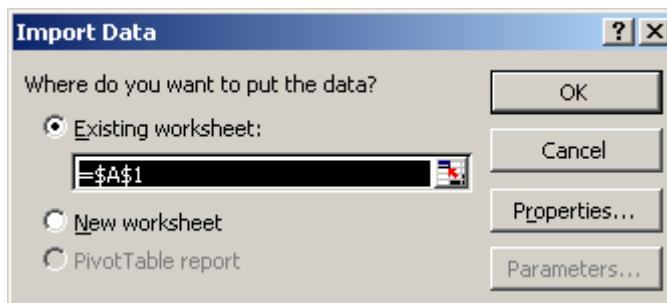 Import Data
Where do you want to put the data?
Existing worksheet:
=$A$1
New worksheet
PivotTable report
OK
Cancel
Properties...
Parameters...